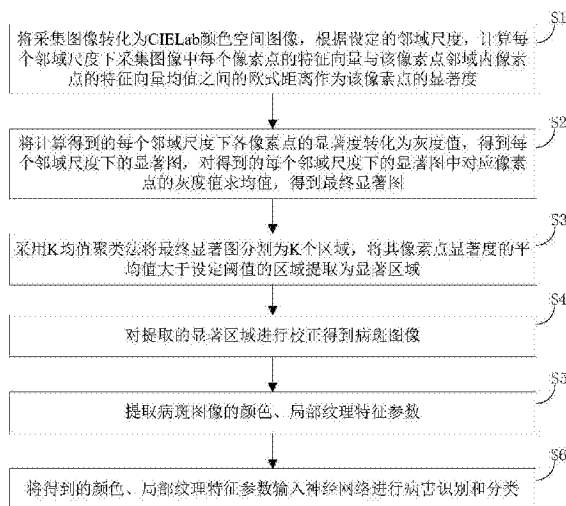 S1
将采集图像转化为CIELab颜色空间图像，根据设定的邻域尺度，计算每
个邻域尺度下采集图像中每个像素点的特征向量与该像素点邻域内像素
点的特征向量均值之间的欧式距离作为该像素点的显著度
S2
将计算得到的每个邻域尺度下各像素点的显著度转化为灰度值，得到每
个邻域尺度下的显著图，对得到的每个邻域尺度下的显著图中对应像素
点的灰度值求均值，得到最终显著图
S3
采用K均值聚类法将最终显著图分割为K个区域，将其像素点显著度的平
均值大于设定阈值的区域提取为显著区域
S4
对提取的显著区域进行校正得到病斑图像
S5
提取病斑图像的颜色、局部纹理特征参数
S6
将得到的颜色、局部纹理特征参数输入神经网络进行病害识别和分类